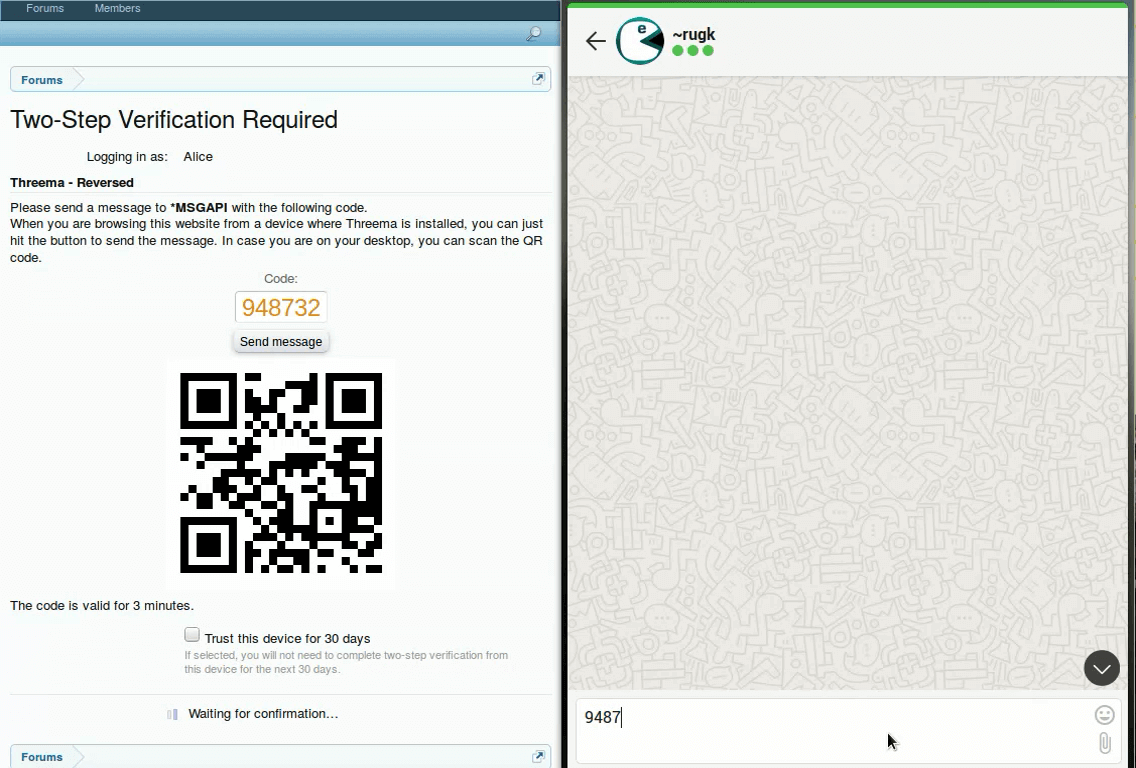 Forums Members
Forums
Two-Step Verification Required
Logging in as: Alice
Threema - Reversed
Please send a message to *MSGAPI with the following code.
When you are browsing this website from a device where Threema is installed, you can just
hit the button to send the message. In case you are on your desktop, you can scan the QR
code.
Code:
948732
Send message
The code is valid for 3 minutes.
Trust this device for 30 days
If selected, you will not need to complete two-step verification from
this device for the next 30 days.
Waiting for confirmation…
Forums
e
~rugk
9487